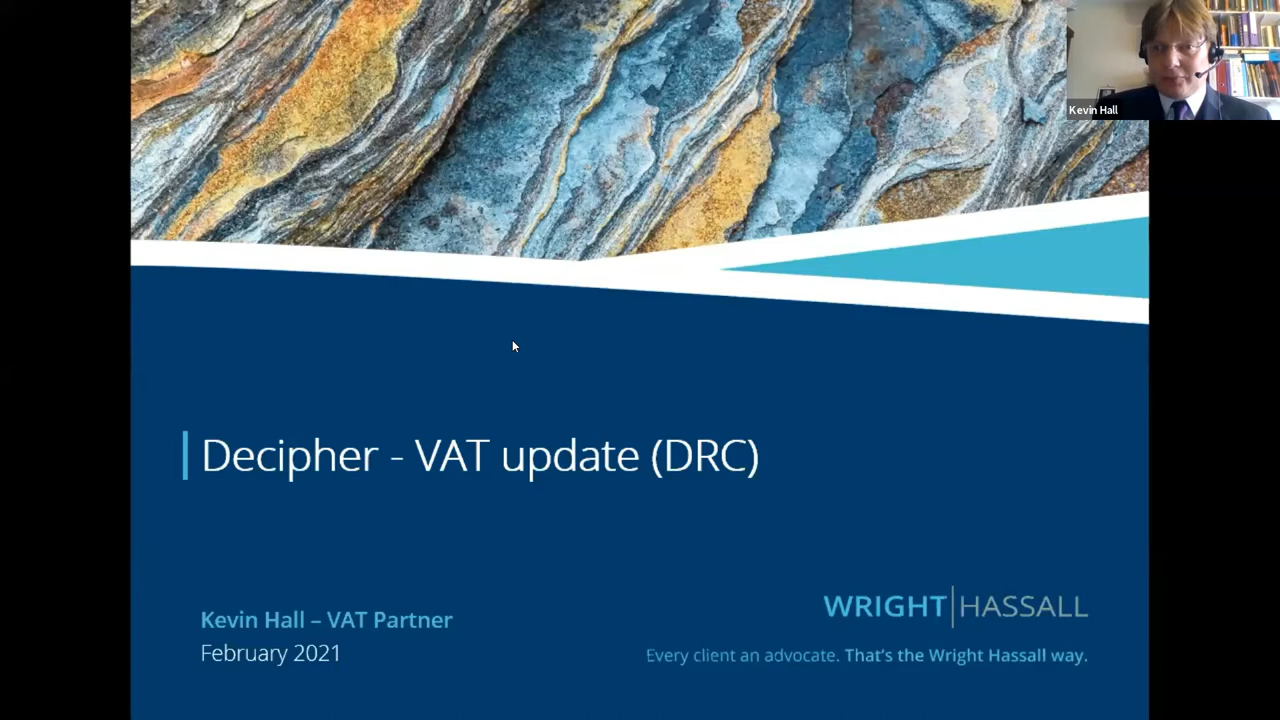 Kevin Hall
Decipher - VAT update (DRC)
Kevin Hall – VAT Partner
February 2021
WRIGHT|HASSALL
Every client an advocate. That's the Wright Hassall way.